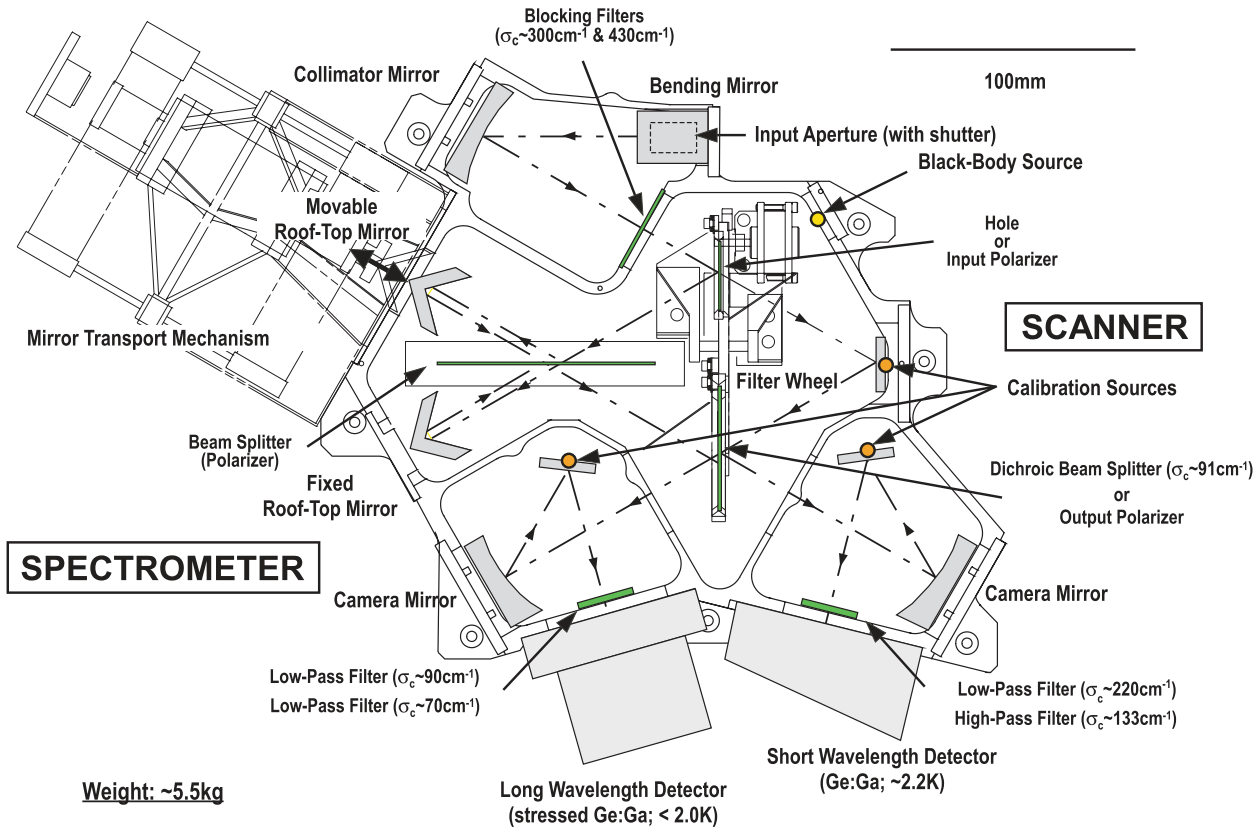 Blocking Filters
(σc~300cm-1 & 430cm-1)
Collimator Mirror
Bending Mirror
100mm
Input Aperture (with shutter)
Black-Body Source
Movable
Roof-Top Mirror
Hole
or
Input Polarizer
Mirror Transport Mechanism
SCANNER
Filter Wheel
Calibration Sources
Beam Splitter
(Polarizer)
Fixed
Roof-Top Mirror
Dichroic Beam Splitter (σc~91cm-1)
or
Output Polarizer
SPECTROMETER
Camera Mirror
Camera Mirror
Low-Pass Filter (σc~90cm-1)
Low-Pass Filter (σc~70cm-1)
Low-Pass Filter (σc~220cm-1)
High-Pass Filter (σc~133cm-1)
Short Wavelength Detector
(Ge:Ga; ~2.2K)
Weight: ~5.5kg
Long Wavelength Detector
(stressed Ge:Ga; < 2.0K)